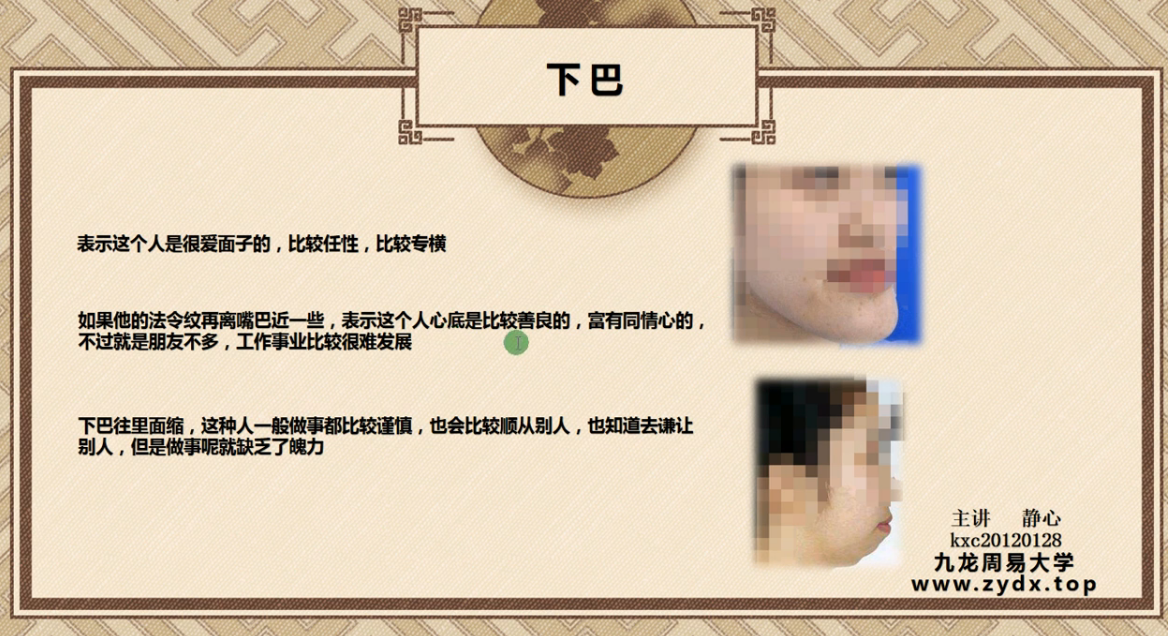 下巴
表示这个人是很爱面子的，比较任性，比较专横
如果他的法令纹再离嘴巴近一些，表示这个人心底是比较善良的，富有同情心的，
不过就是朋友不多，工作事业比较很难发展
下巴往里面缩，这种人一般做事都比较谨慎，也会比较顺从别人，也知道去谦让
别人，但是做事呢就缺乏了魄力
主讲 静心
kxc20120128
九龙周易大学
www.zydx.top